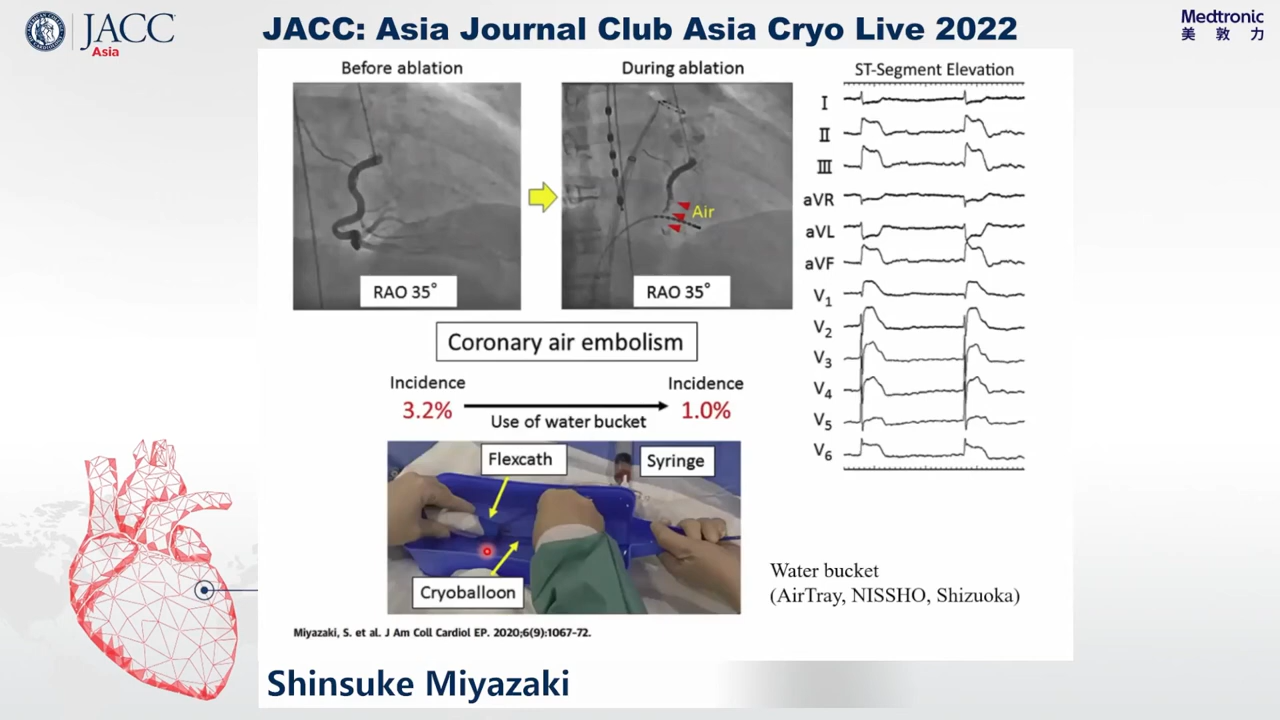 JACC
Asia
JACC: Asia Journal Club Asia Cryo Live 2022
Medtronic
美敦力
Before ablation
During ablation
ST-Segment Elevation
RAO 35°
Air
RAO 35°
I
II
III
aVR
aVL
aVF
V1
V2
V3
V4
V5
V6
Coronary air embolism
Incidence
3.2%
Use of water bucket
Incidence
1.0%
Flexcath
Syringe
Cryoballoon
Water bucket
(AirTray, NISSHO, Shizuoka)
Miyazaki, S. et al. J Am Coll Cardiol EP. 2020;6(9):1067-72.
Shinsuke Miyazaki